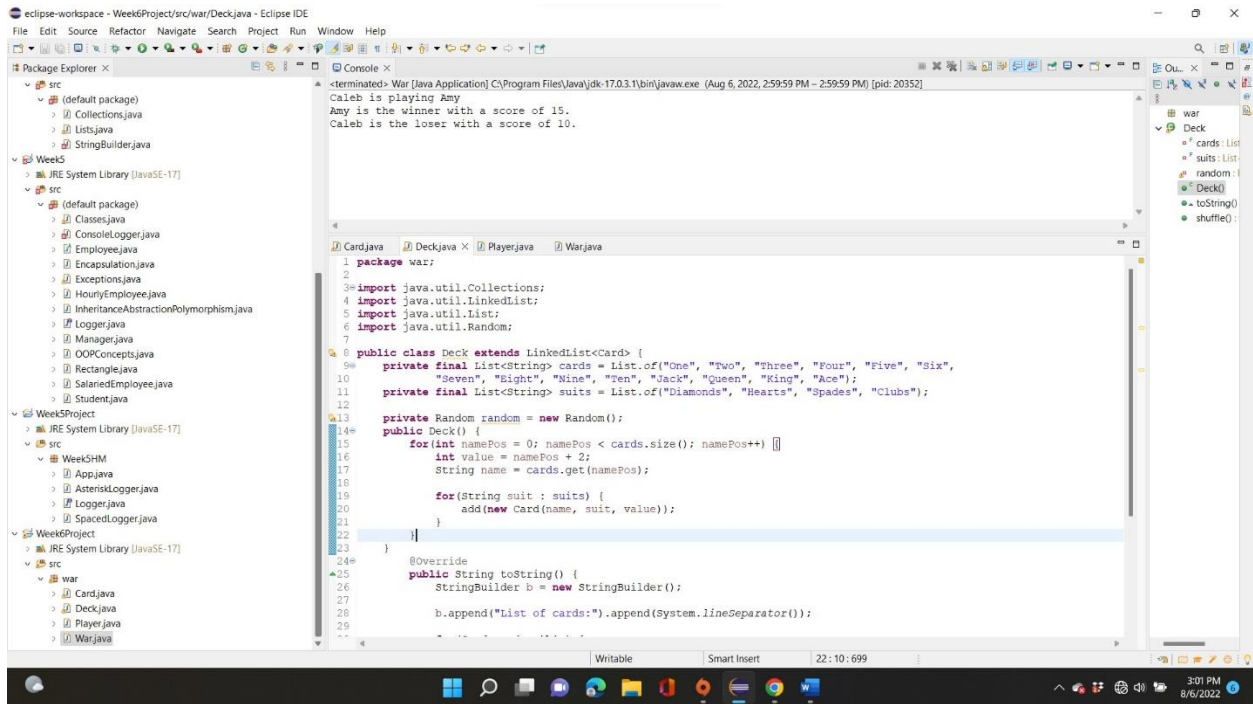 eclipse-workspace - Week6Project/src/war/Deck.java - Eclipse IDE
File Edit Source Refactor Navigate Search Project Run Window Help
Package Explorer
src
(default package)
Collections.java
Lists.java
StringBuilder.java
Week5
JRE System Library [JavaSE-17]
src
(default package)
Classes.java
ConsoleLogger.java
Employee.java
Encapsulation.java
Exceptions.java
HourlyEmployee.java
InheritanceAbstractionPolymorphism.java
Logger.java
Manager.java
OOPConcepts.java
Rectangle.java
SalariedEmployee.java
Student.java
Week5Project
JRE System Library [JavaSE-17]
src
Week5HM
App.java
AsteriskLogger.java
Logger.java
SpacedLogger.java
Week6Project
JRE System Library [JavaSE-17]
src
war
Card.java
Deck.java
Player.java
War.java
Console
<terminated> War [Java Application] C:\Program Files\Java\jdk-17.0.3.1\bin\javaw.exe (Aug 6, 2022, 2:59:59 PM – 2:59:59 PM) [pid: 20352]
Caleb is playing Amy
Amy is the winner with a score of 15.
Caleb is the loser with a score of 10.
Card.java Deck.java Player.java War.java
1 package war;
2
3 import java.util.Collections;
4 import java.util.LinkedList;
5 import java.util.List;
6 import java.util.Random;
7
8 public class Deck extends LinkedList<Card> {
9 private final List<String> cards = List.of("One", "Two", "Three", "Four", "Five", "Six",
10 "Seven", "Eight", "Nine", "Ten", "Jack", "Queen", "King", "Ace");
11 private final List<String> suits = List.of("Diamonds", "Hearts", "Spades", "Clubs");
12
13 private Random random = new Random();
14 public Deck() {
15 for(int namePos = 0; namePos < cards.size(); namePos++) {
16 int value = namePos + 2;
17 String name = cards.get(namePos);
18
19 for(String suit : suits) {
20 add(new Card(name, suit, value));
21 }
22 }
23 }
24 @Override
25 public String toString() {
26 StringBuilder b = new StringBuilder();
27
28 b.append("List of cards:").append(System.lineSeparator());
29
Ou...
war
Deck
cards : List
suits : List
random :
Deck()
toString()
shuffle() :
Writable Smart Insert 22 : 10 : 699
3:01 PM
8/6/2022
6